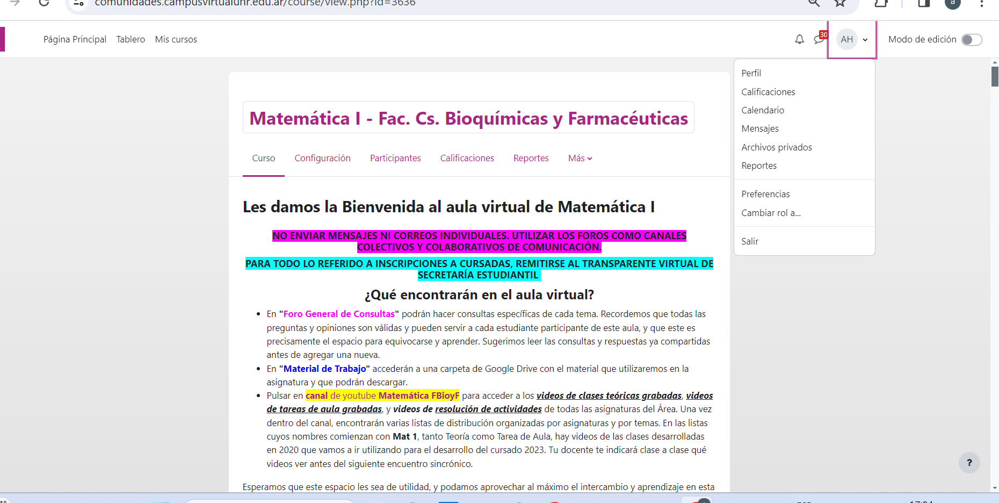 comunidades.campusvirtualunr.edu.ar/course/view.php?id=3636
a
Página Principal Tablero Mis cursos
30
AH
Modo de edición
Perfil
Calificaciones
Calendario
Mensajes
Archivos privados
Reportes
Preferencias
Cambiar rol a...
Salir
Matemática I - Fac. Cs. Bioquímicas y Farmacéuticas
Curso Configuración Participantes Calificaciones Reportes Más
Les damos la Bienvenida al aula virtual de Matemática I
NO ENVIAR MENSAJES NI CORREOS INDIVIDUALES. UTILIZAR LOS FOROS COMO CANALES
COLECTIVOS Y COLABORATIVOS DE COMUNICACIÓN.
PARA TODO LO REFERIDO A INSCRIPCIONES A CURSADAS, REMITIRSE AL TRANSPARENTE VIRTUAL DE
SECRETARÍA ESTUDIANTIL
¿Qué encontrarán en el aula virtual?
• En "Foro General de Consultas" podrán hacer consultas específicas de cada tema. Recordemos que todas las
preguntas y opiniones son válidas y pueden servir a cada estudiante participante de este aula, y que este es
precisamente el espacio para equivocarse y aprender. Sugerimos leer las consultas y respuestas ya compartidas
antes de agregar una nueva.
• En "Material de Trabajo" accederán a una carpeta de Google Drive con el material que utilizaremos en la
asignatura y que podrán descargar.
• Pulsar en canal de youtube Matemática FBioyF para acceder a los videos de clases teóricas grabadas, videos
de tareas de aula grabadas, y videos de resolución de actividades de todas las asignaturas del Área. Una vez
dentro del canal, encontrarán varias listas de distribución organizadas por asignaturas y por temas. En las listas
cuyos nombres comienzan con Mat 1, tanto Teoría como Tarea de Aula, hay videos de las clases desarrolladas
en 2020 que vamos a ir utilizando para el desarrollo del cursado 2023. Tu docente te indicará clase a clase qué
videos ver antes del siguiente encuentro sincrónico.
?
Esperamos que este espacio les sea de utilidad, y podamos aprovechar al máximo el intercambio y aprendizaje en esta